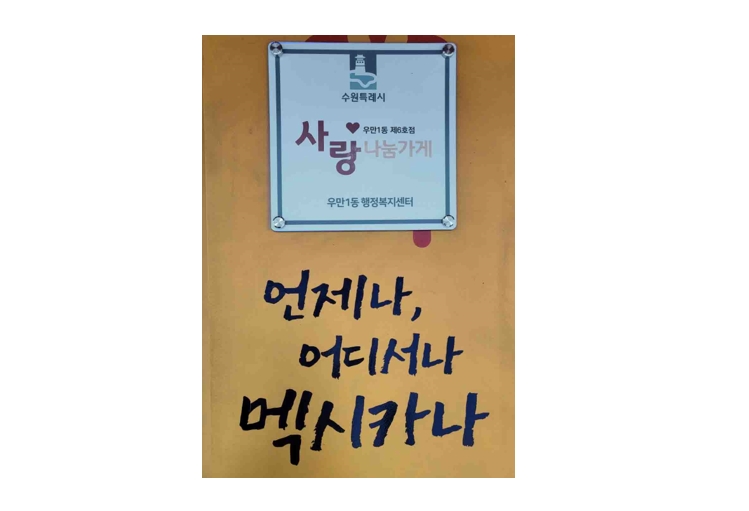 수원특례시
우만1동 제6호점
사랑나눔가게
우만1동 행정복지센터
언제나,
어디서나
멕시카나